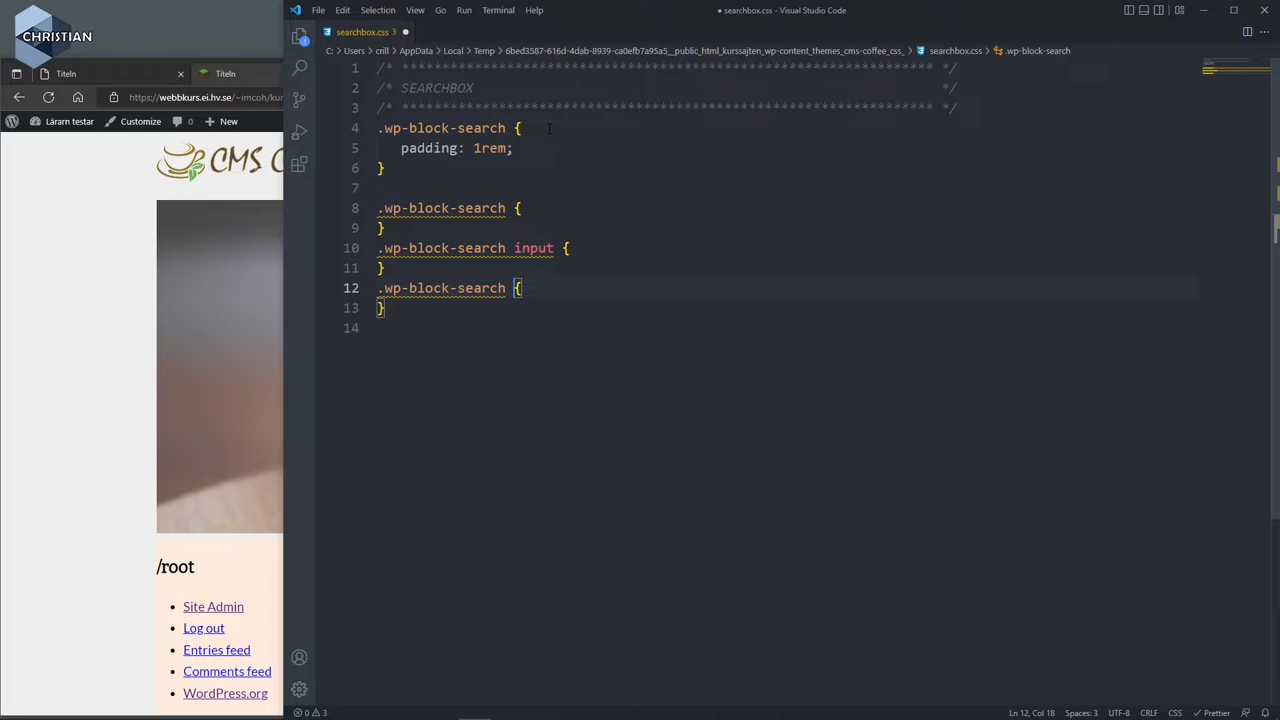 CHRISTIAN
File Edit Selection View Go Run Terminal Help
● searchbox.css - Visual Studio Code
searchbox.css 3 ●
C: > Users > crill > AppData > Local > Temp > 6bed3587-616d-4dab-8939-ca0efb7a95a5__public_html_kurssajten_wp-content_themes_cms-coffee_css_ > searchbox.css > .wp-block-search
TiteIn × TiteIn
https://webbkurs.ei.hv.se/~imcoh/kur
Lärarn testar Customize 0 + New
CMS C
1 /* ****************************************************************** */
2 /* SEARCHBOX */
3 /* ****************************************************************** */
4 .wp-block-search {
5 padding: 1rem;
6 }
7
8 .wp-block-search {
9 }
10 .wp-block-search input {
11 }
12 .wp-block-search {
13 }
14
/root
• Site Admin
• Log out
• Entries feed
• Comments feed
• WordPress.org
0 3 Ln 12, Col 18 Spaces: 3 UTF-8 CRLF CSS Prettier